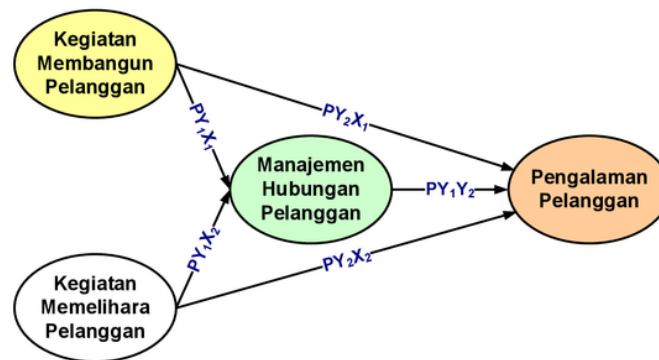 Kegiatan
Membangun
Pelanggan
PY₂X₁
PY₁X₁
Manajemen
Hubungan
Pelanggan
PY₁Y₂
Pengalaman
Pelanggan
PY₁X₂
PY₂X₂
Kegiatan
Memelihara
Pelanggan